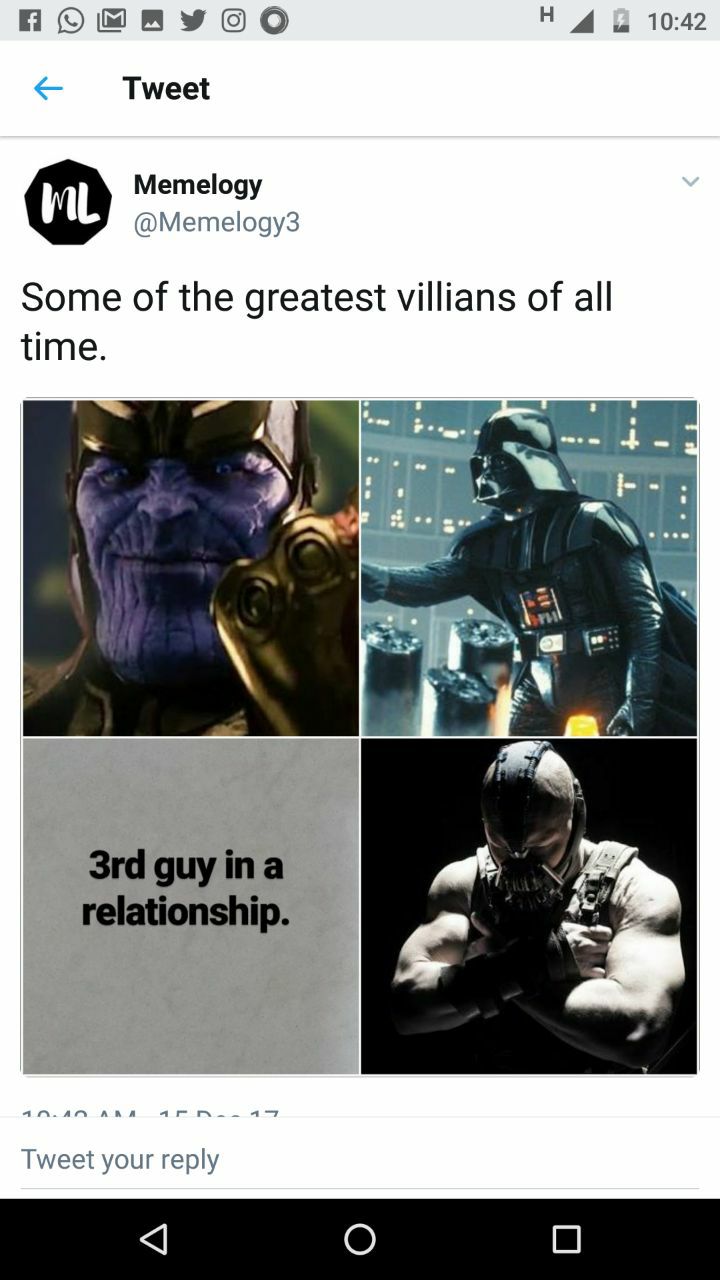 H 10:42
Tweet
ML
Memelogy
@Memelogy3
Some of the greatest villians of all
time.
3rd guy in a
relationship.
Tweet your reply